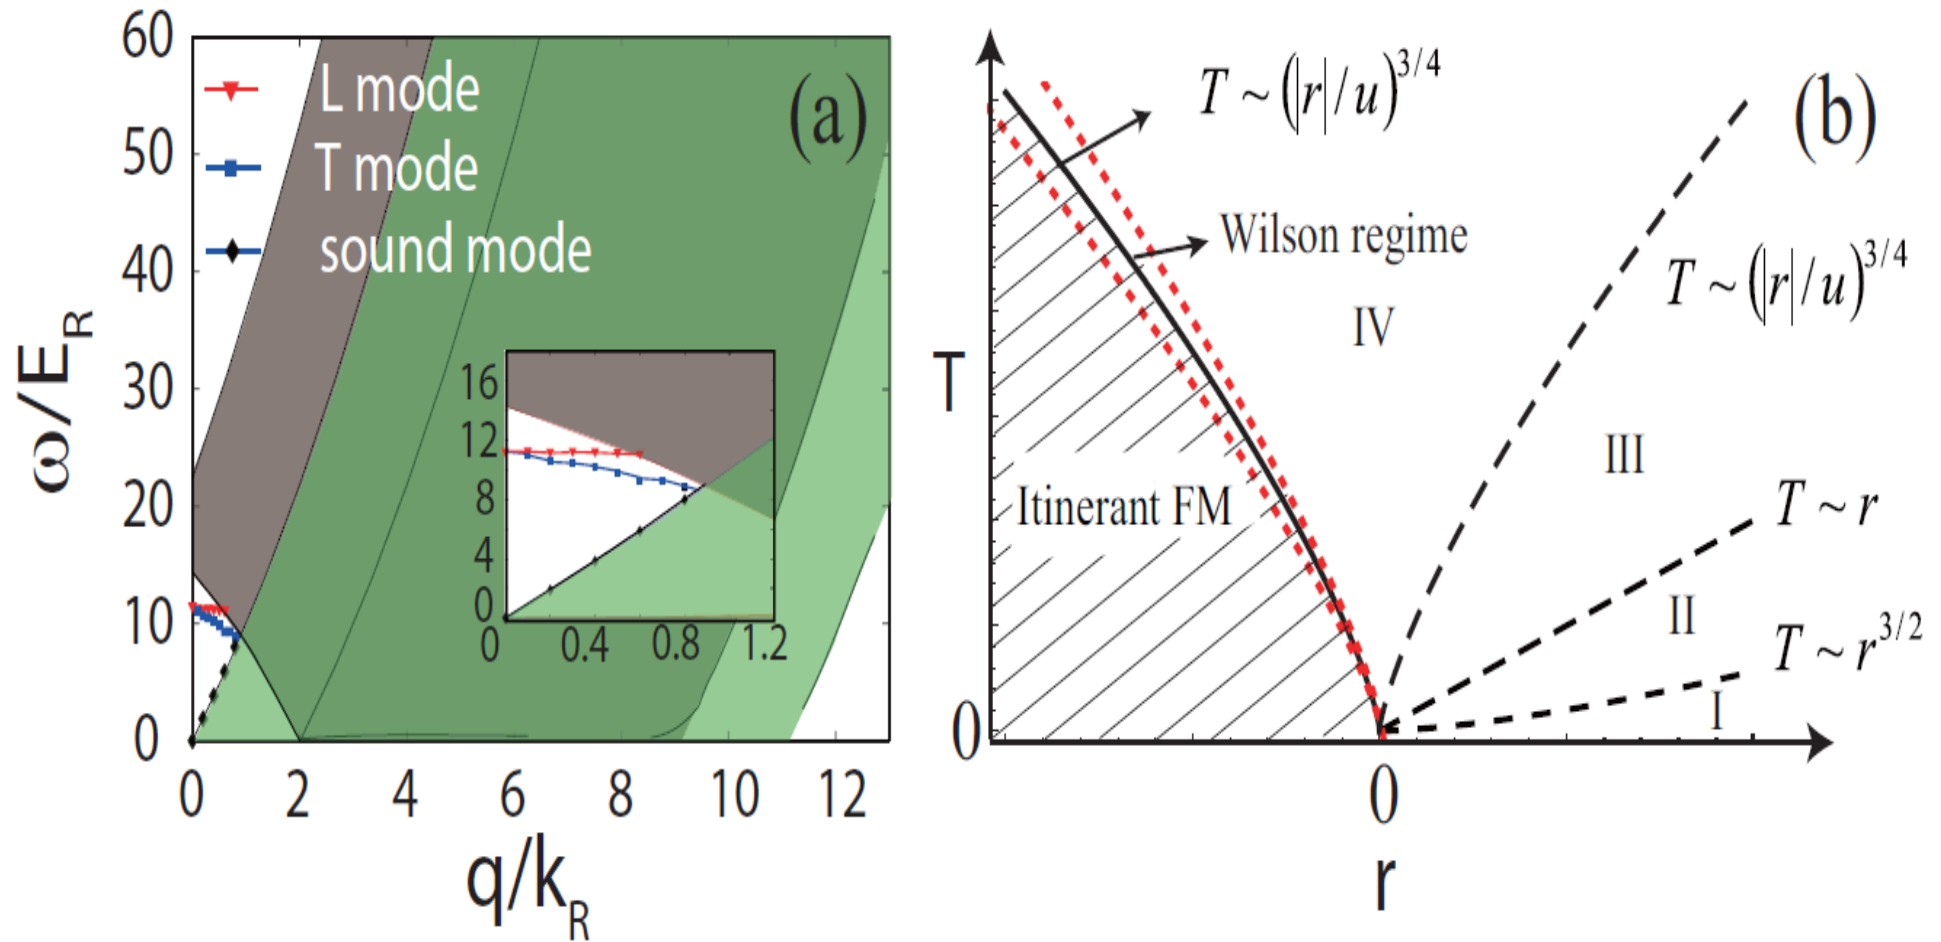 60
50
40
30
20
10
0
ω/E_R
0 2 4 6 8 10 12
q/k_R
L mode
T mode
sound mode
(a)
16
12
8
4
0
0 0.4 0.8 1.2
T ~ (|r|/u)^{3/4}
(b)
Wilson regime
T ~ (|r|/u)^{3/4}
IV
T
III
Itinerant FM
T ~ r
II
T ~ r^{3/2}
I
0
0
r